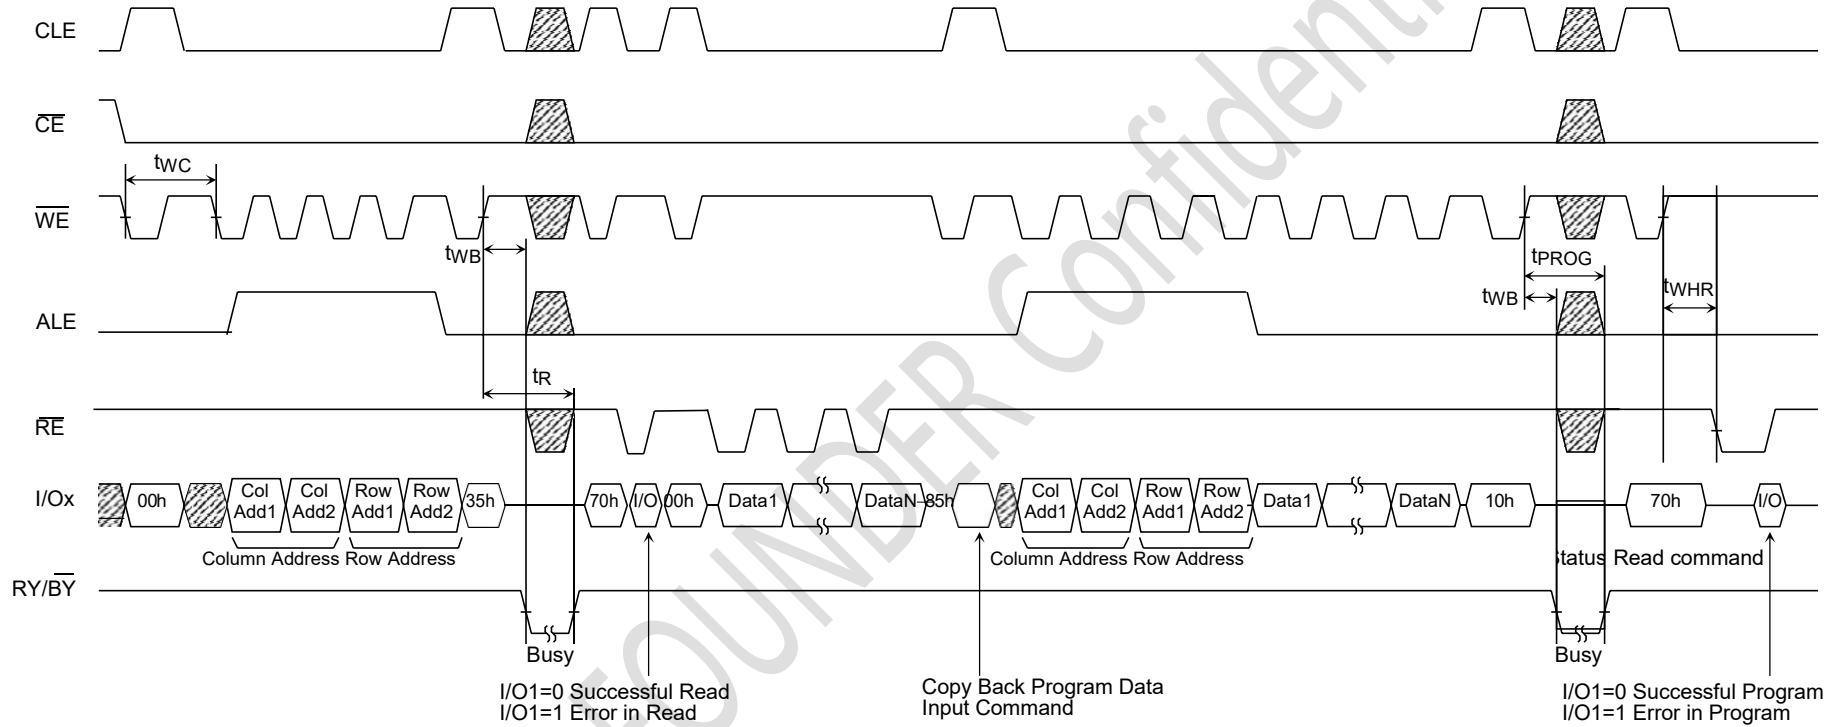 CLE
CE
tWC
WE
tWB
tPROG
tWB
tWHR
ALE
tR
RE
I/Ox 00h Col Add1 Col Add2 Row Add1 Row Add2 35h 70h I/O 00h Data1 DataN 85h Col Add1 Col Add2 Row Add1 Row Add2 Data1 DataN 10h 70h I/O
Column Address Row Address
Column Address Row Address
Status Read command
RY/BY
Busy
Busy
I/O1=0 Successful Read
I/O1=1 Error in Read
Copy Back Program Data
Input Command
I/O1=0 Successful Program
I/O1=1 Error in Program
FOUNDER